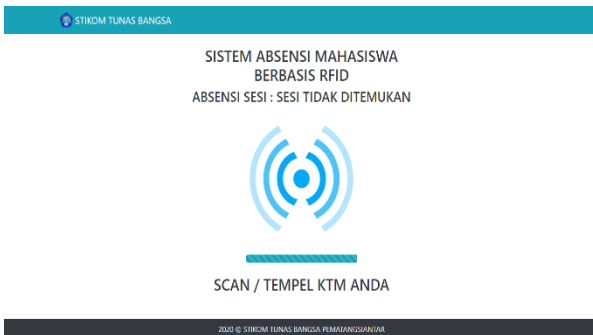 STIKOM TUNAS BANGSA
SISTEM ABSENSI MAHASISWA
BERBASIS RFID
ABSENSI SESI : SESI TIDAK DITEMUKAN
SCAN / TEMPEL KTM ANDA
2020 © STIKOM TUNAS BANGSA PEMATANGSIANTAR